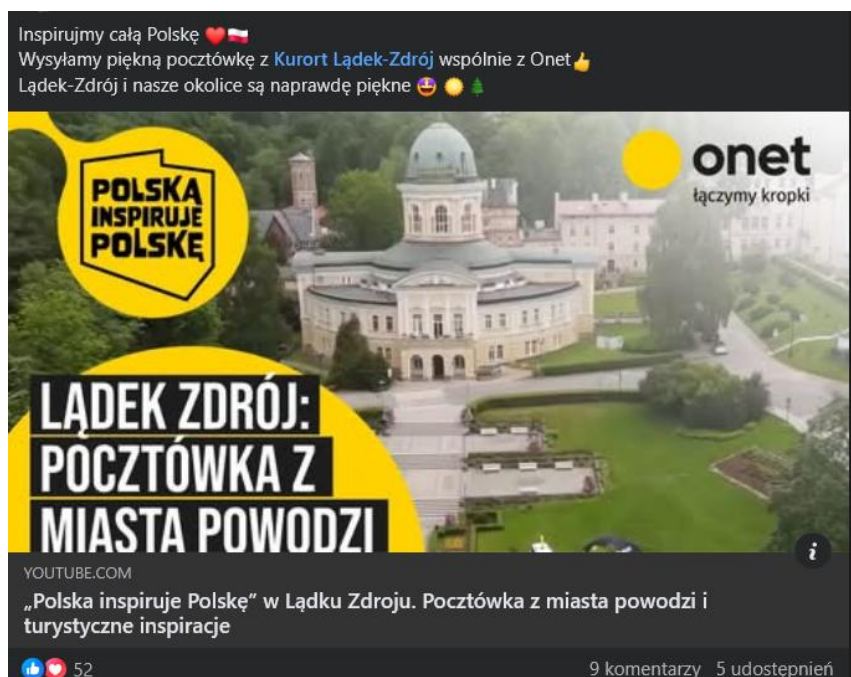 Inspirujmy całą Polskę ❤️🇵🇱
Wysyłamy piękną pocztówkę z Kurort Lądek-Zdrój wspólnie z Onet👍
Lądek-Zdrój i nasze okolice są naprawdę piękne 🤩 🌞 🌲
POLSKA
INSPIRUJE
POLSKĘ
onet
łączymy kropki
LĄDEK ZDRÓJ:
POCZTÓWKA Z
MIASTA POWODZI
YOUTUBE.COM
„Polska inspiruje Polskę” w Lądku Zdroju. Pocztówka z miasta powodzi i
turystyczne inspiracje
52
9 komentarzy 5 udostępnień